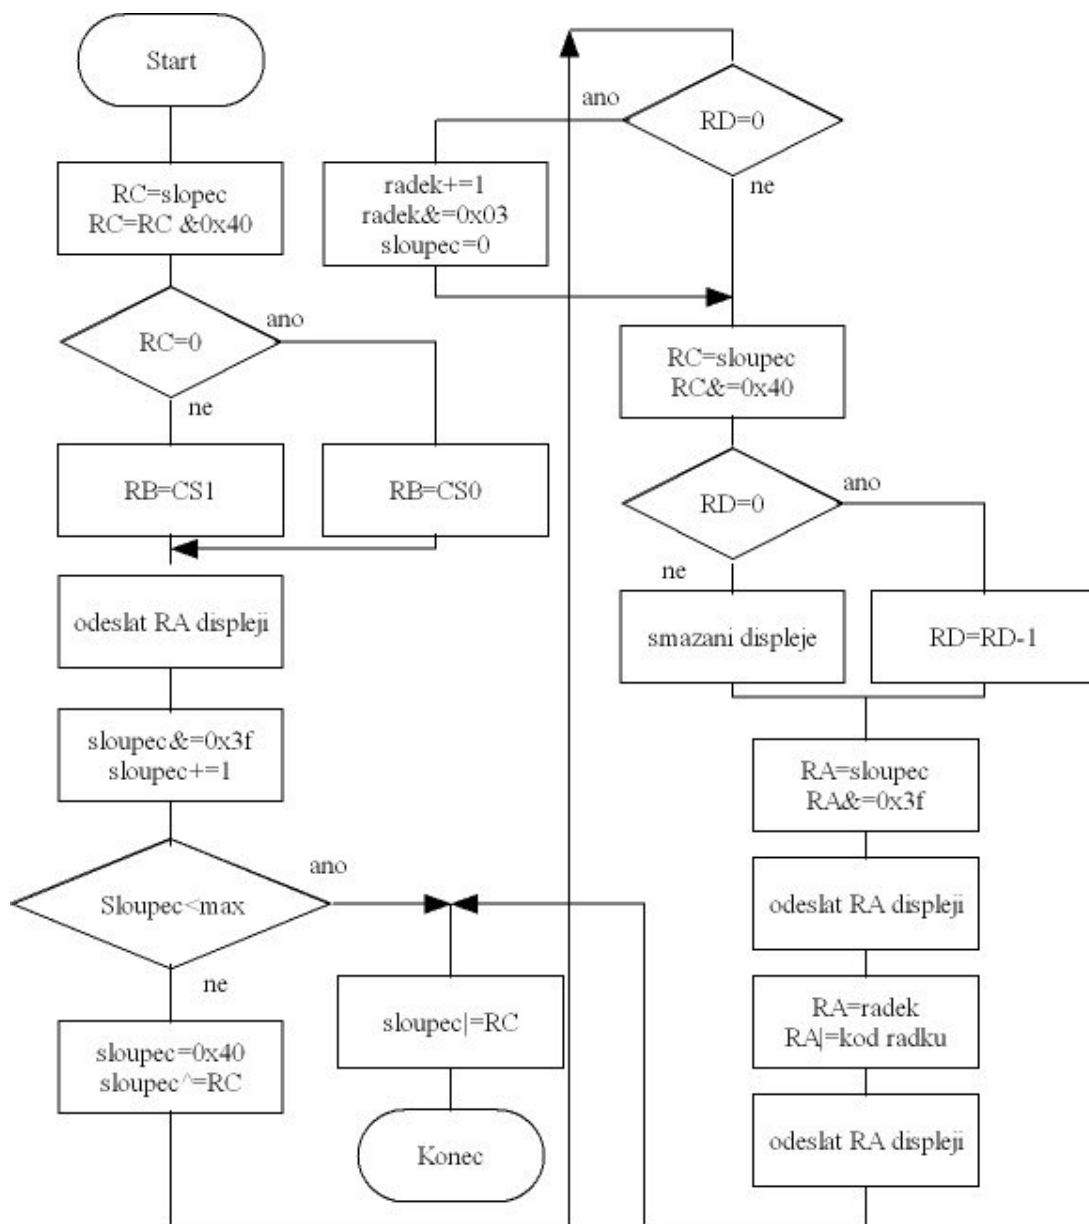 Start
RC=slopec
RC=RC &0x40
RC=0
ano
ne
RB=CS1
RB=CS0
odeslat RA displeji
sloupec&=0x3f
sloupec+=1
Sloupec<max
ano
ne
sloupec=0x40
sloupec^=RC
sloupec|=RC
Konec
RD=0
ano
ne
radek+=1
radek&=0x03
sloupec=0
RC=sloupec
RC&=0x40
RD=0
ano
ne
smazani displeje
RD=RD-1
RA=sloupec
RA&=0x3f
odeslat RA displeji
RA=radek
RA|=kod radku
odeslat RA displeji